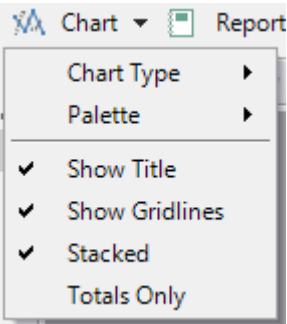 Chart Report
Chart Type
Palette
Show Title
Show Gridlines
Stacked
Totals Only